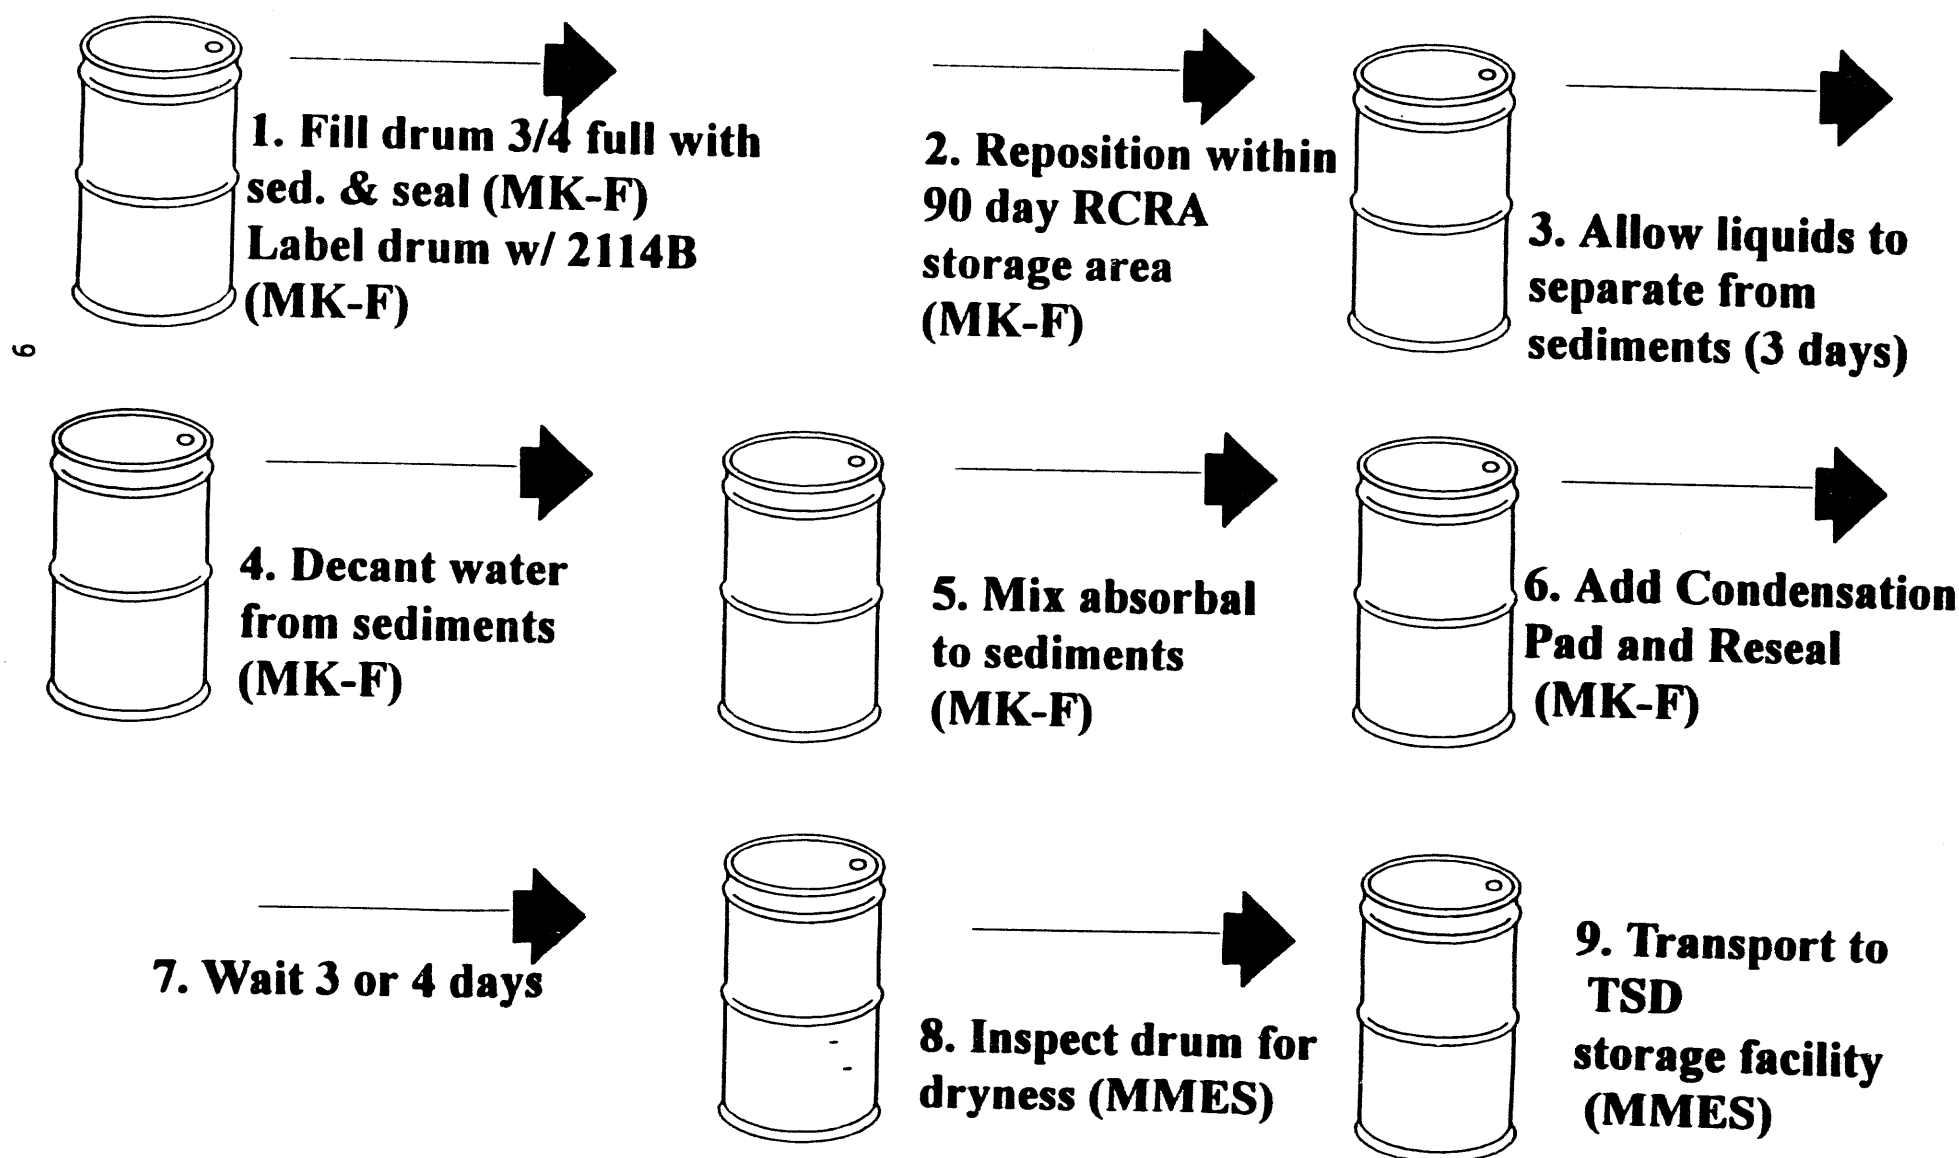 1. Fill drum 3/4 full with
sed. & seal (MK-F)
Label drum w/ 2114B
(MK-F)
2. Reposition within
90 day RCRA
storage area
(MK-F)
3. Allow liquids to
separate from
sediments (3 days)
9
4. Decant water
from sediments
(MK-F)
5. Mix absorbal
to sediments
(MK-F)
6. Add Condensation
Pad and Reseal
(MK-F)
7. Wait 3 or 4 days
8. Inspect drum for
dryness (MMES)
9. Transport to
TSD
storage facility
(MMES)